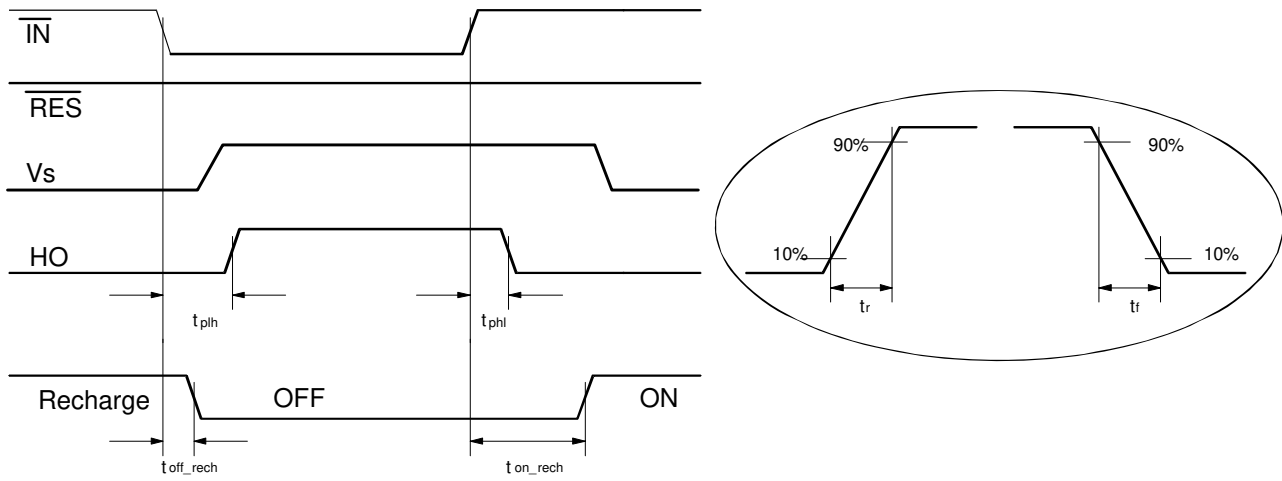 IN
RES
Vs
HO
t plh
t phl
Recharge
OFF
ON
t off_rech
t on_rech
90%
90%
10%
10%
tr
tf